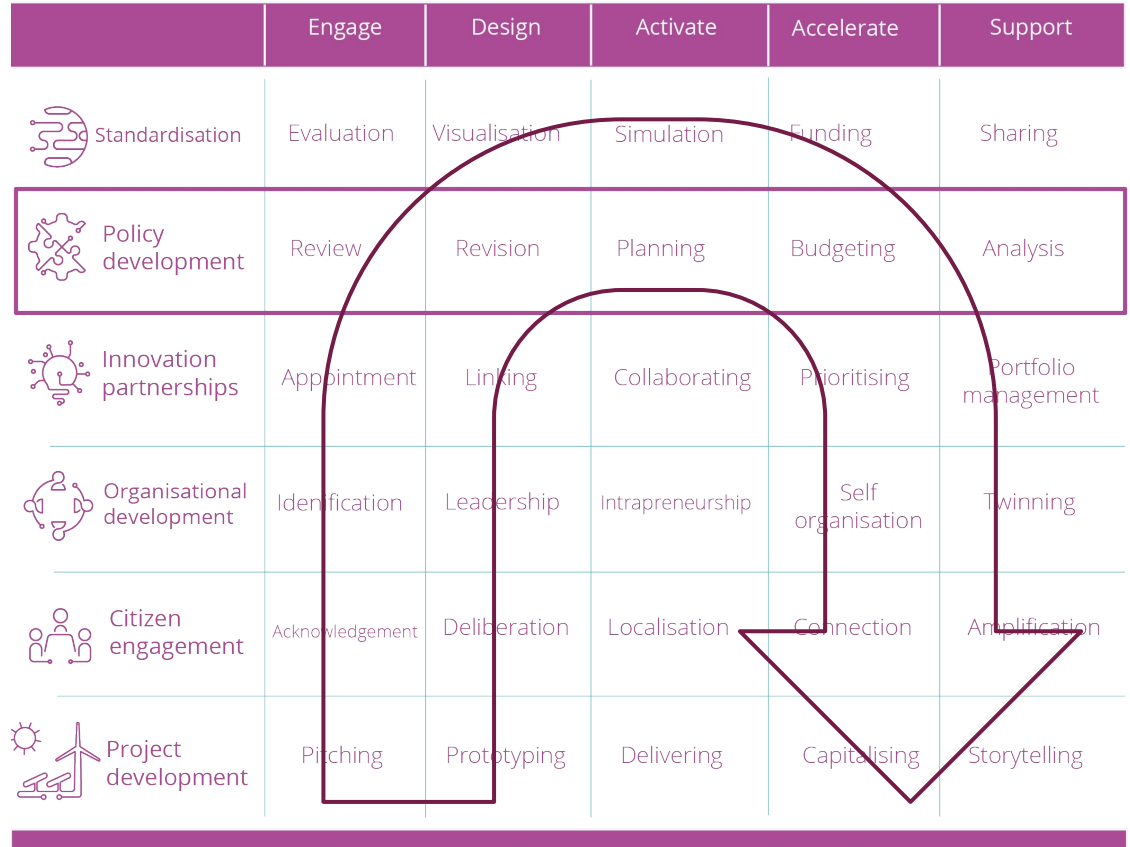 Engage Design Activate Accelerate Support
Standardisation Evaluation Visualisation Simulation Funding Sharing
Policy
development Review Revision Planning Budgeting Analysis
Innovation
partnerships Appointment Linking Collaborating Prioritising Portfolio
management
Organisational
development Identification Leadership Intrapreneurship Self
organisation Twinning
Citizen
engagement Acknowledgement Deliberation Localisation Connection Amplification
Project
development Pitching Prototyping Delivering Capitalising Storytelling